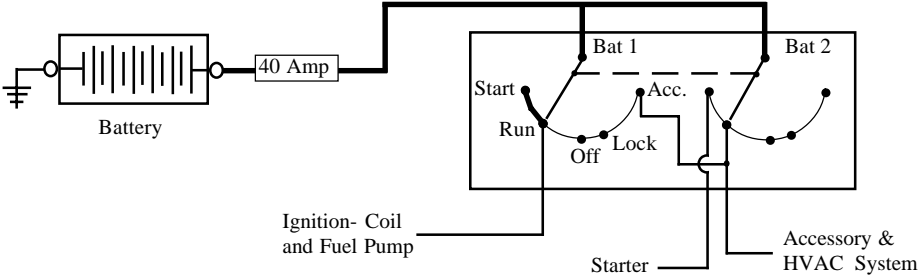 Bat 1
Bat 2
40 Amp
Start
Acc.
Battery
Run
Lock
Off
Ignition- Coil
and Fuel Pump
Accessory &
HVAC System
Starter